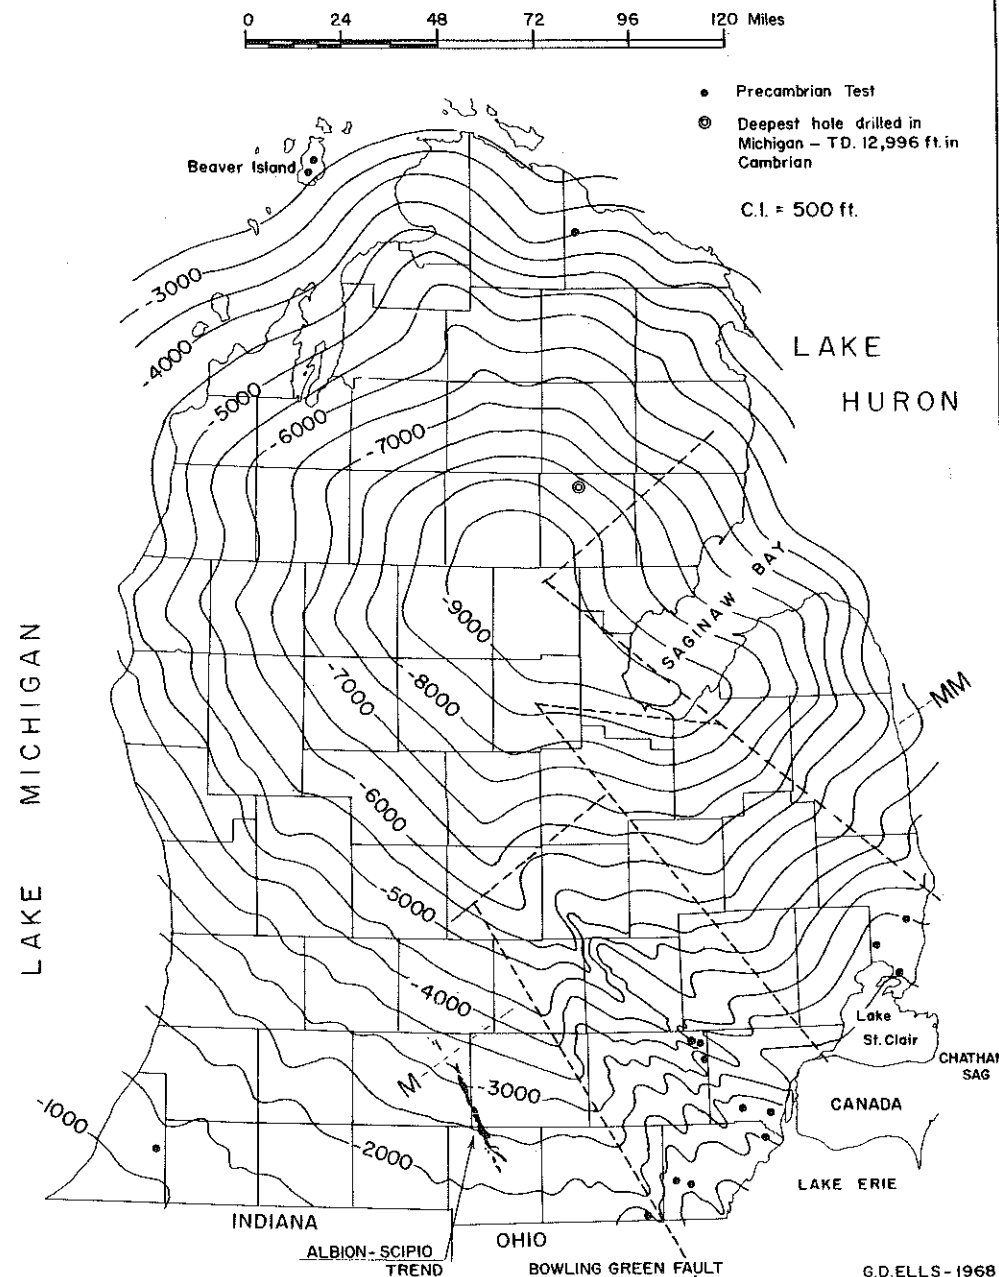 0 24 48 72 96 120 Miles
Precambrian Test
Deepest hole drilled in
Michigan – TD. 12,996 ft. in
Cambrian
C.I. = 500 ft.
Beaver Island
-3000
-4000
-5000
-6000
-7000
LAKE
HURON
SAGINAW BAY
-9000
-8000
-7000
-6000
-5000
-4000
-3000
-2000
-1000
LAKE MICHIGAN
MM
M
Lake
St. Clair
CHATHAM
SAG
CANADA
LAKE ERIE
INDIANA
OHIO
ALBION-SCIPIO
TREND
BOWLING GREEN FAULT
G.D.ELLS-1968